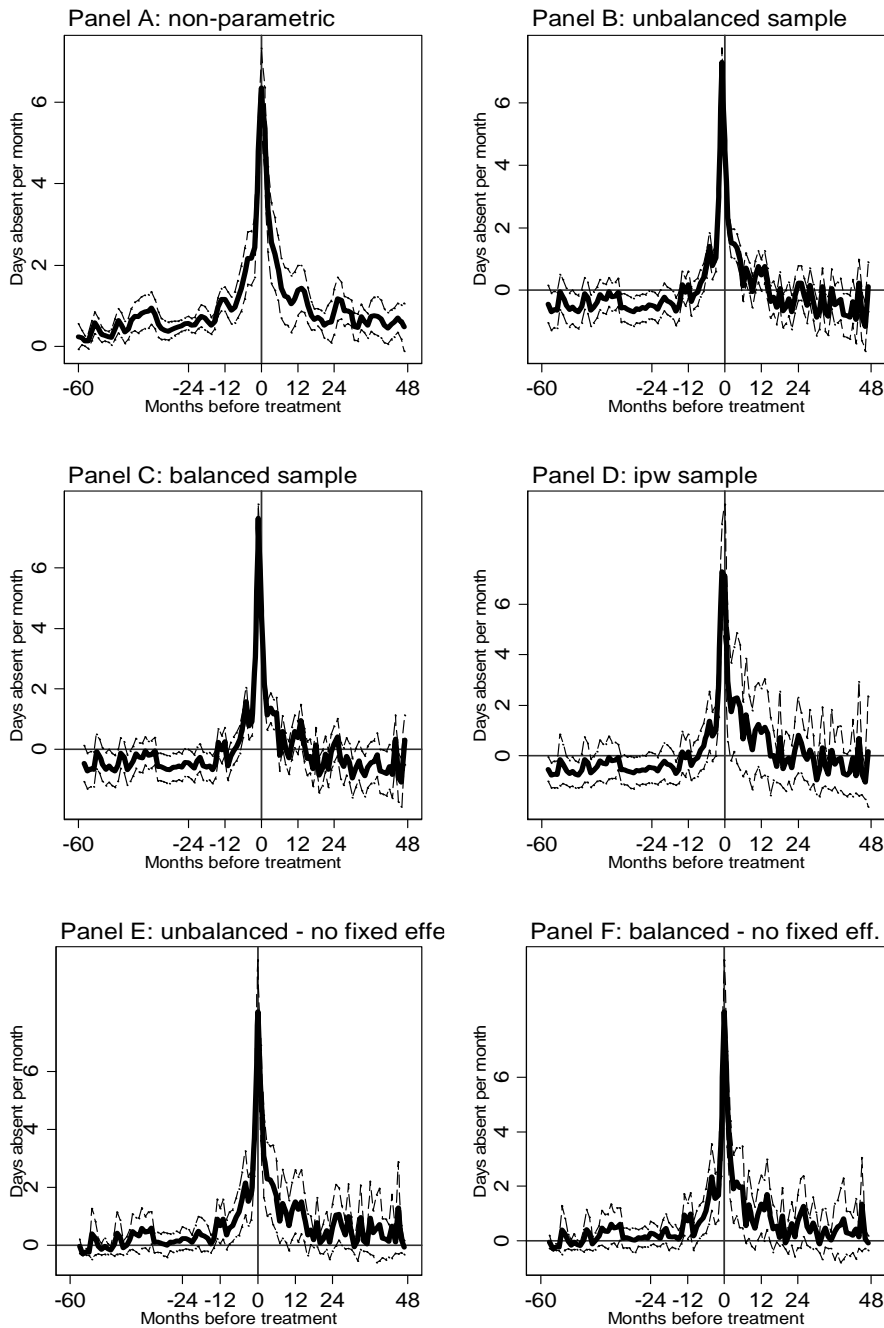 Panel A: non-parametric
Days absent per month
6
4
2
0
-60 -24 -12 0 12 24 48
Months before treatment
Panel B: unbalanced sample
Days absent per month
6
4
2
0
-60 -24 -12 0 12 24 48
Months before treatment
Panel C: balanced sample
Days absent per month
6
4
2
0
-60 -24 -12 0 12 24 48
Months before treatment
Panel D: ipw sample
Days absent per month
6
4
2
0
-60 -24 -12 0 12 24 48
Months before treatment
Panel E: unbalanced - no fixed effe
Days absent per month
6
4
2
0
-60 -24 -12 0 12 24 48
Months before treatment
Panel F: balanced - no fixed eff.
Days absent per month
6
4
2
0
-60 -24 -12 0 12 24 48
Months before treatment